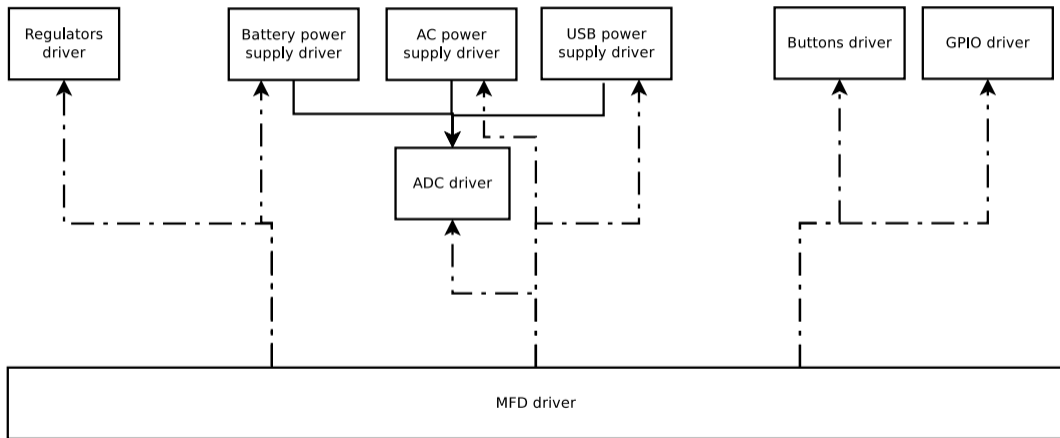 Regulators
driver
Battery power
supply driver
AC power
supply driver
USB power
supply driver
Buttons driver
GPIO driver
ADC driver
MFD driver